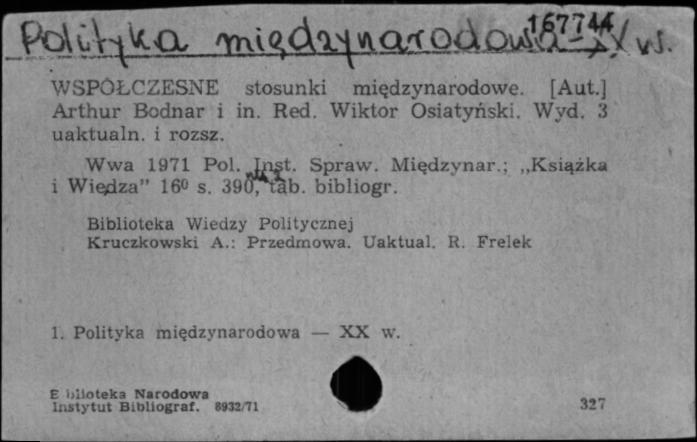 167744
Polityka międzynarodowa - XX w.
WSPÓŁCZESNE stosunki międzynarodowe. [Aut.]
Arthur Bodnar i in. Red. Wiktor Osiatyński. Wyd. 3
uaktualn. i rozsz.
Wwa 1971 Pol. Inst. Spraw. Międzynar.; „Książka
i Wiedza” 16⁰ s. 390, tab. bibliogr.
Biblioteka Wiedzy Politycznej
Kruczkowski A.: Przedmowa. Uaktual. R. Frelek
1. Polityka międzynarodowa — XX w.
Biblioteka Narodowa
Instytut Bibliograf. 8932/71
327